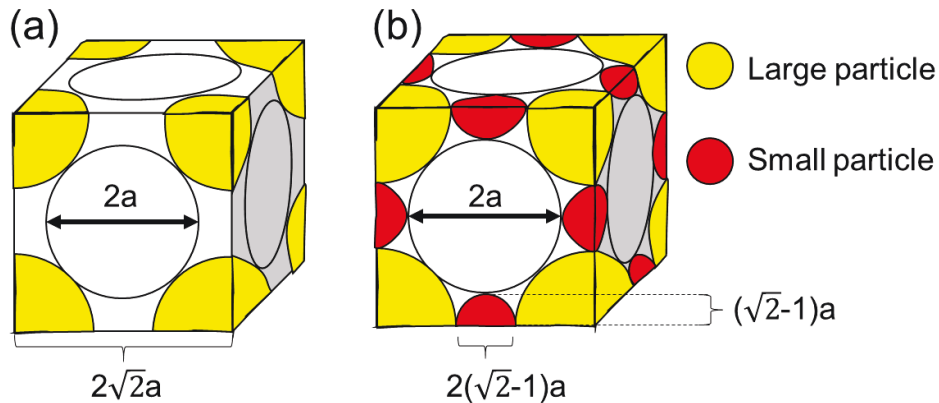 (a)
(b)
Large particle
Small particle
2a
2a
(√2-1)a
2√2a
2(√2-1)a